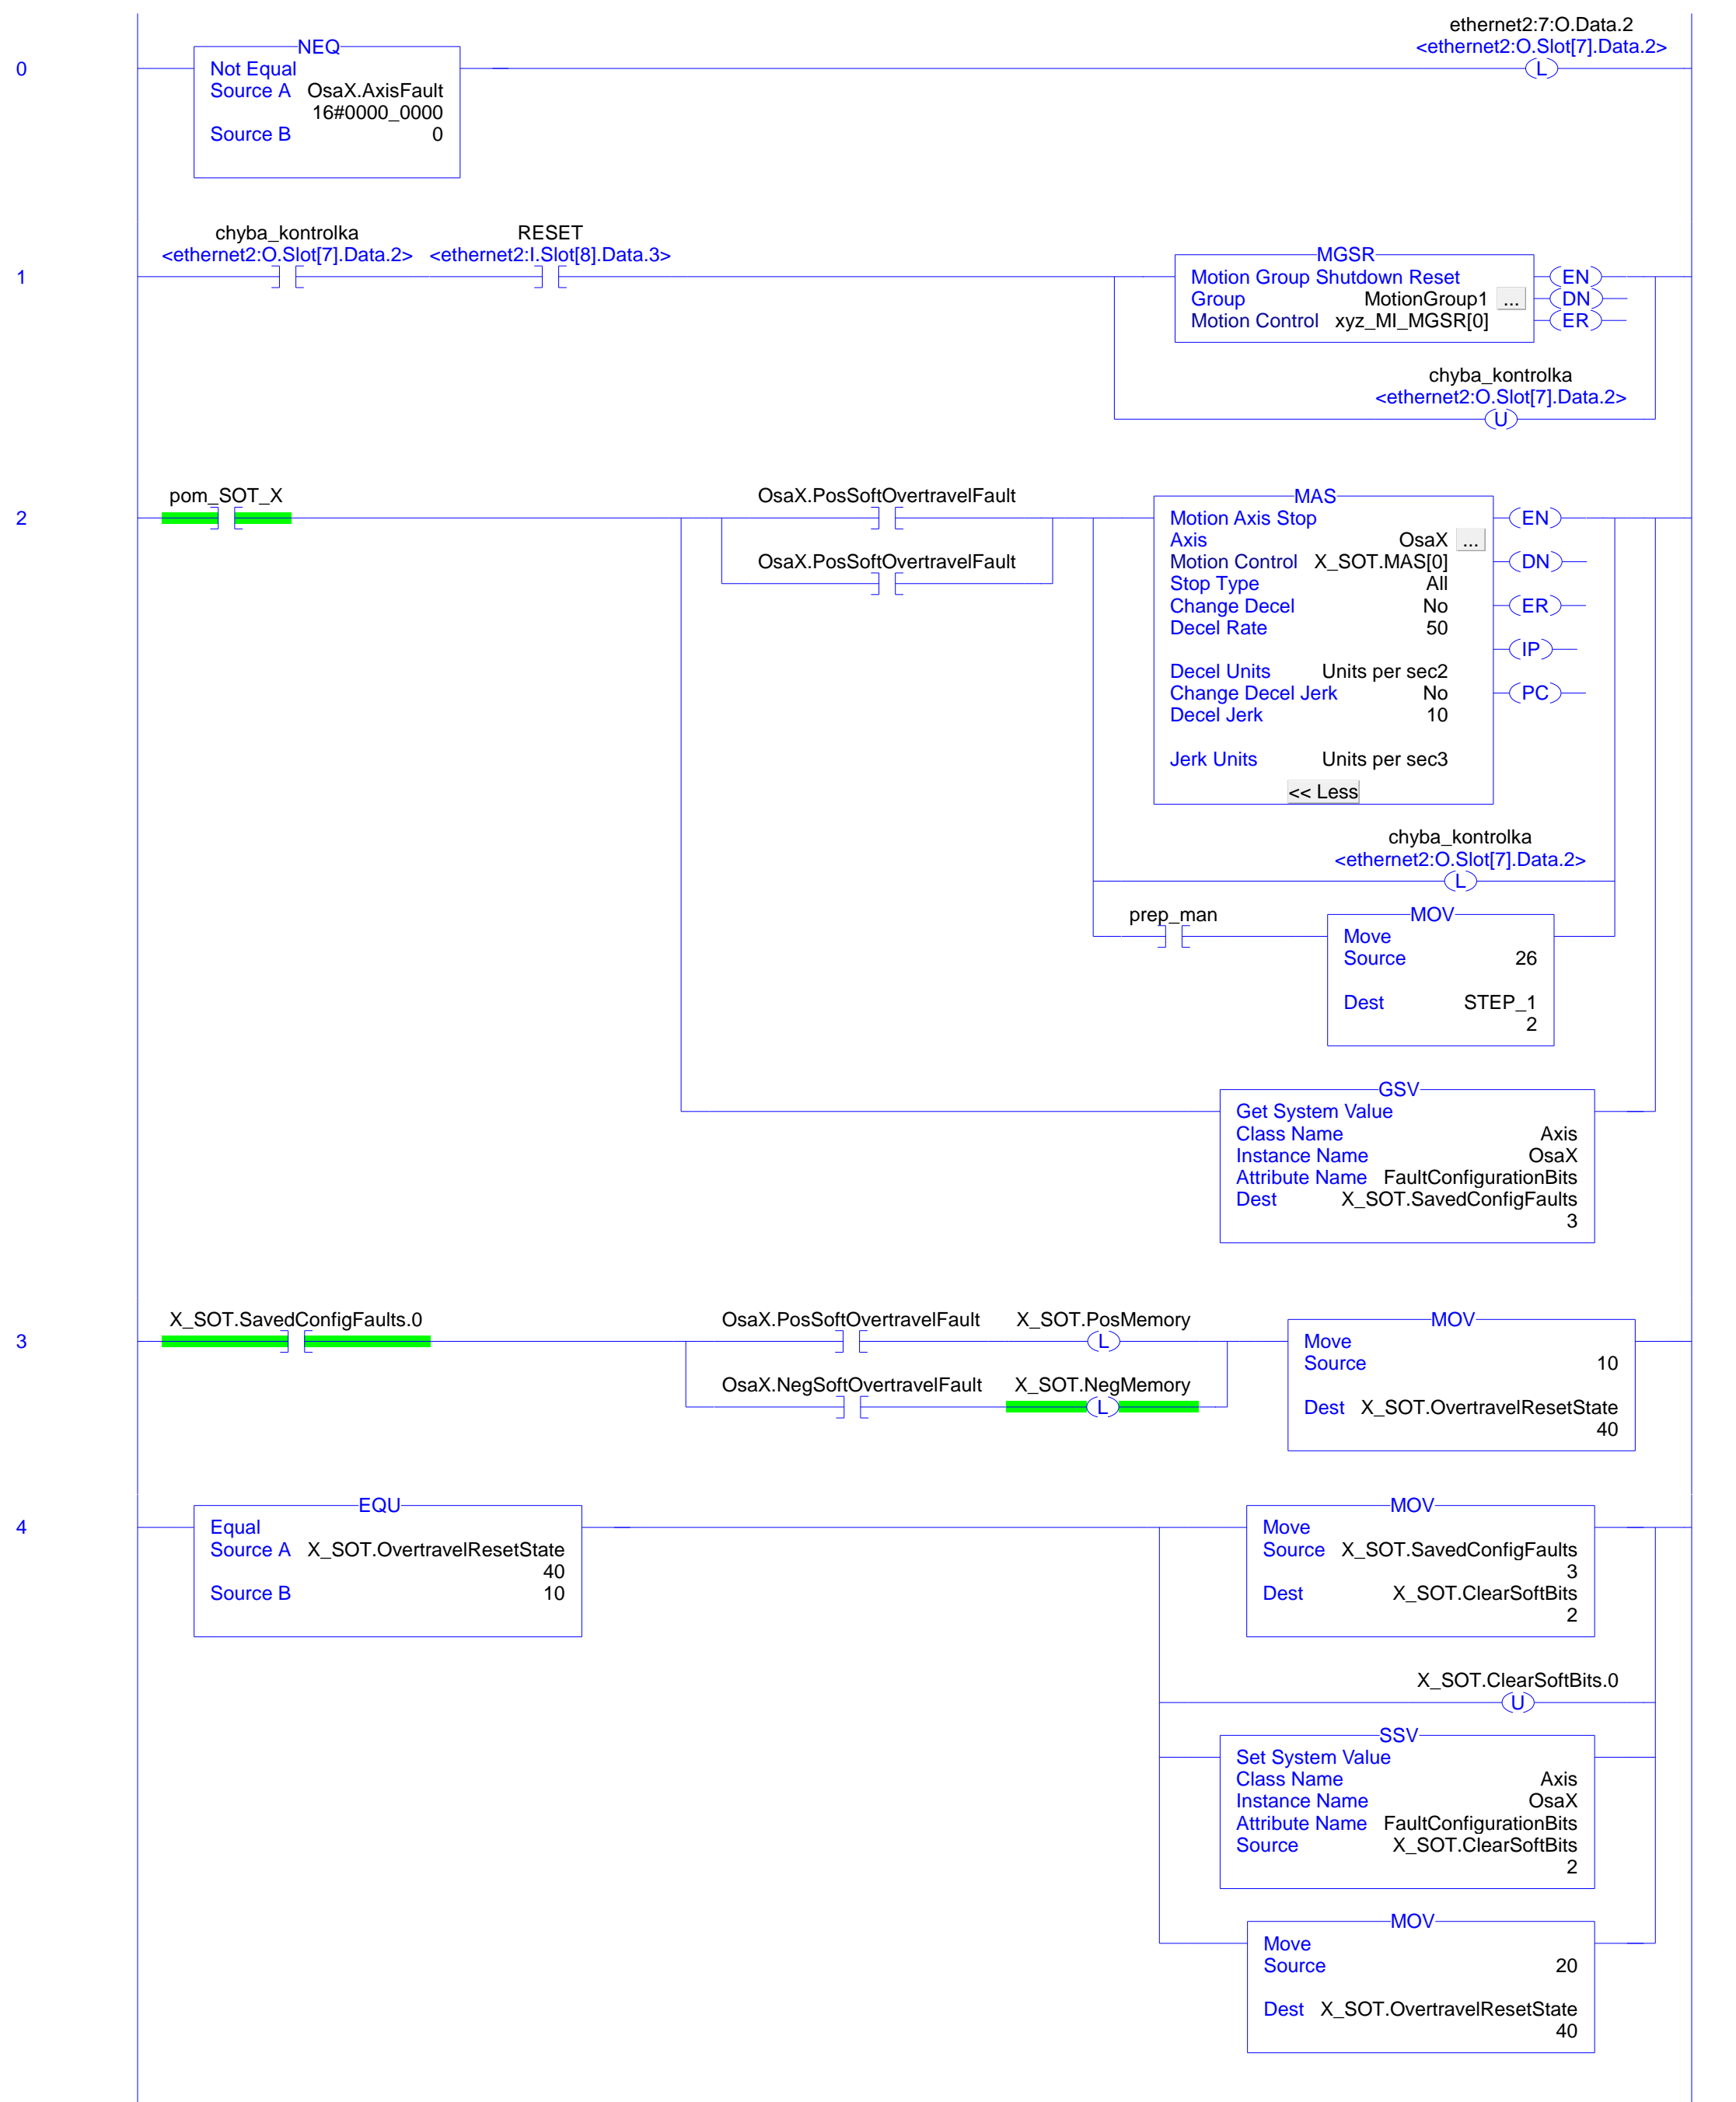 ethernet2:7:O.Data.2
<ethernet2:O.Slot[7].Data.2>
0
NEQ
Not Equal
Source A OsaX.AxisFault
16#0000_0000
Source B 0
L
chyba_kontrolka
<ethernet2:O.Slot[7].Data.2>
RESET
<ethernet2:I.Slot[8].Data.3>
1
MGSR
Motion Group Shutdown Reset
Group MotionGroup1 ...
Motion Control xyz_MI_MGSR[0]
EN
DN
ER
chyba_kontrolka
<ethernet2:O.Slot[7].Data.2>
U
2
pom_SOT_X
OsaX.PosSoftOvertravelFault
OsaX.PosSoftOvertravelFault
MAS
Motion Axis Stop
Axis OsaX ...
Motion Control X_SOT.MAS[0]
Stop Type All
Change Decel No
Decel Rate 50
Decel Units Units per sec2
Change Decel Jerk No
Decel Jerk 10
Jerk Units Units per sec3
<< Less
EN
DN
ER
IP
PC
chyba_kontrolka
<ethernet2:O.Slot[7].Data.2>
L
prep_man
MOV
Move
Source 26
Dest STEP_1
2
GSV
Get System Value
Class Name Axis
Instance Name OsaX
Attribute Name FaultConfigurationBits
Dest X_SOT.SavedConfigFaults
3
3
X_SOT.SavedConfigFaults.0
OsaX.PosSoftOvertravelFault
X_SOT.PosMemory
L
OsaX.NegSoftOvertravelFault
X_SOT.NegMemory
L
MOV
Move
Source 10
Dest X_SOT.OvertravelResetState
40
4
EQU
Equal
Source A X_SOT.OvertravelResetState
40
Source B 10
MOV
Move
Source X_SOT.SavedConfigFaults
3
Dest X_SOT.ClearSoftBits
2
X_SOT.ClearSoftBits.0
U
SSV
Set System Value
Class Name Axis
Instance Name OsaX
Attribute Name FaultConfigurationBits
Source X_SOT.ClearSoftBits
2
MOV
Move
Source 20
Dest X_SOT.OvertravelResetState
40